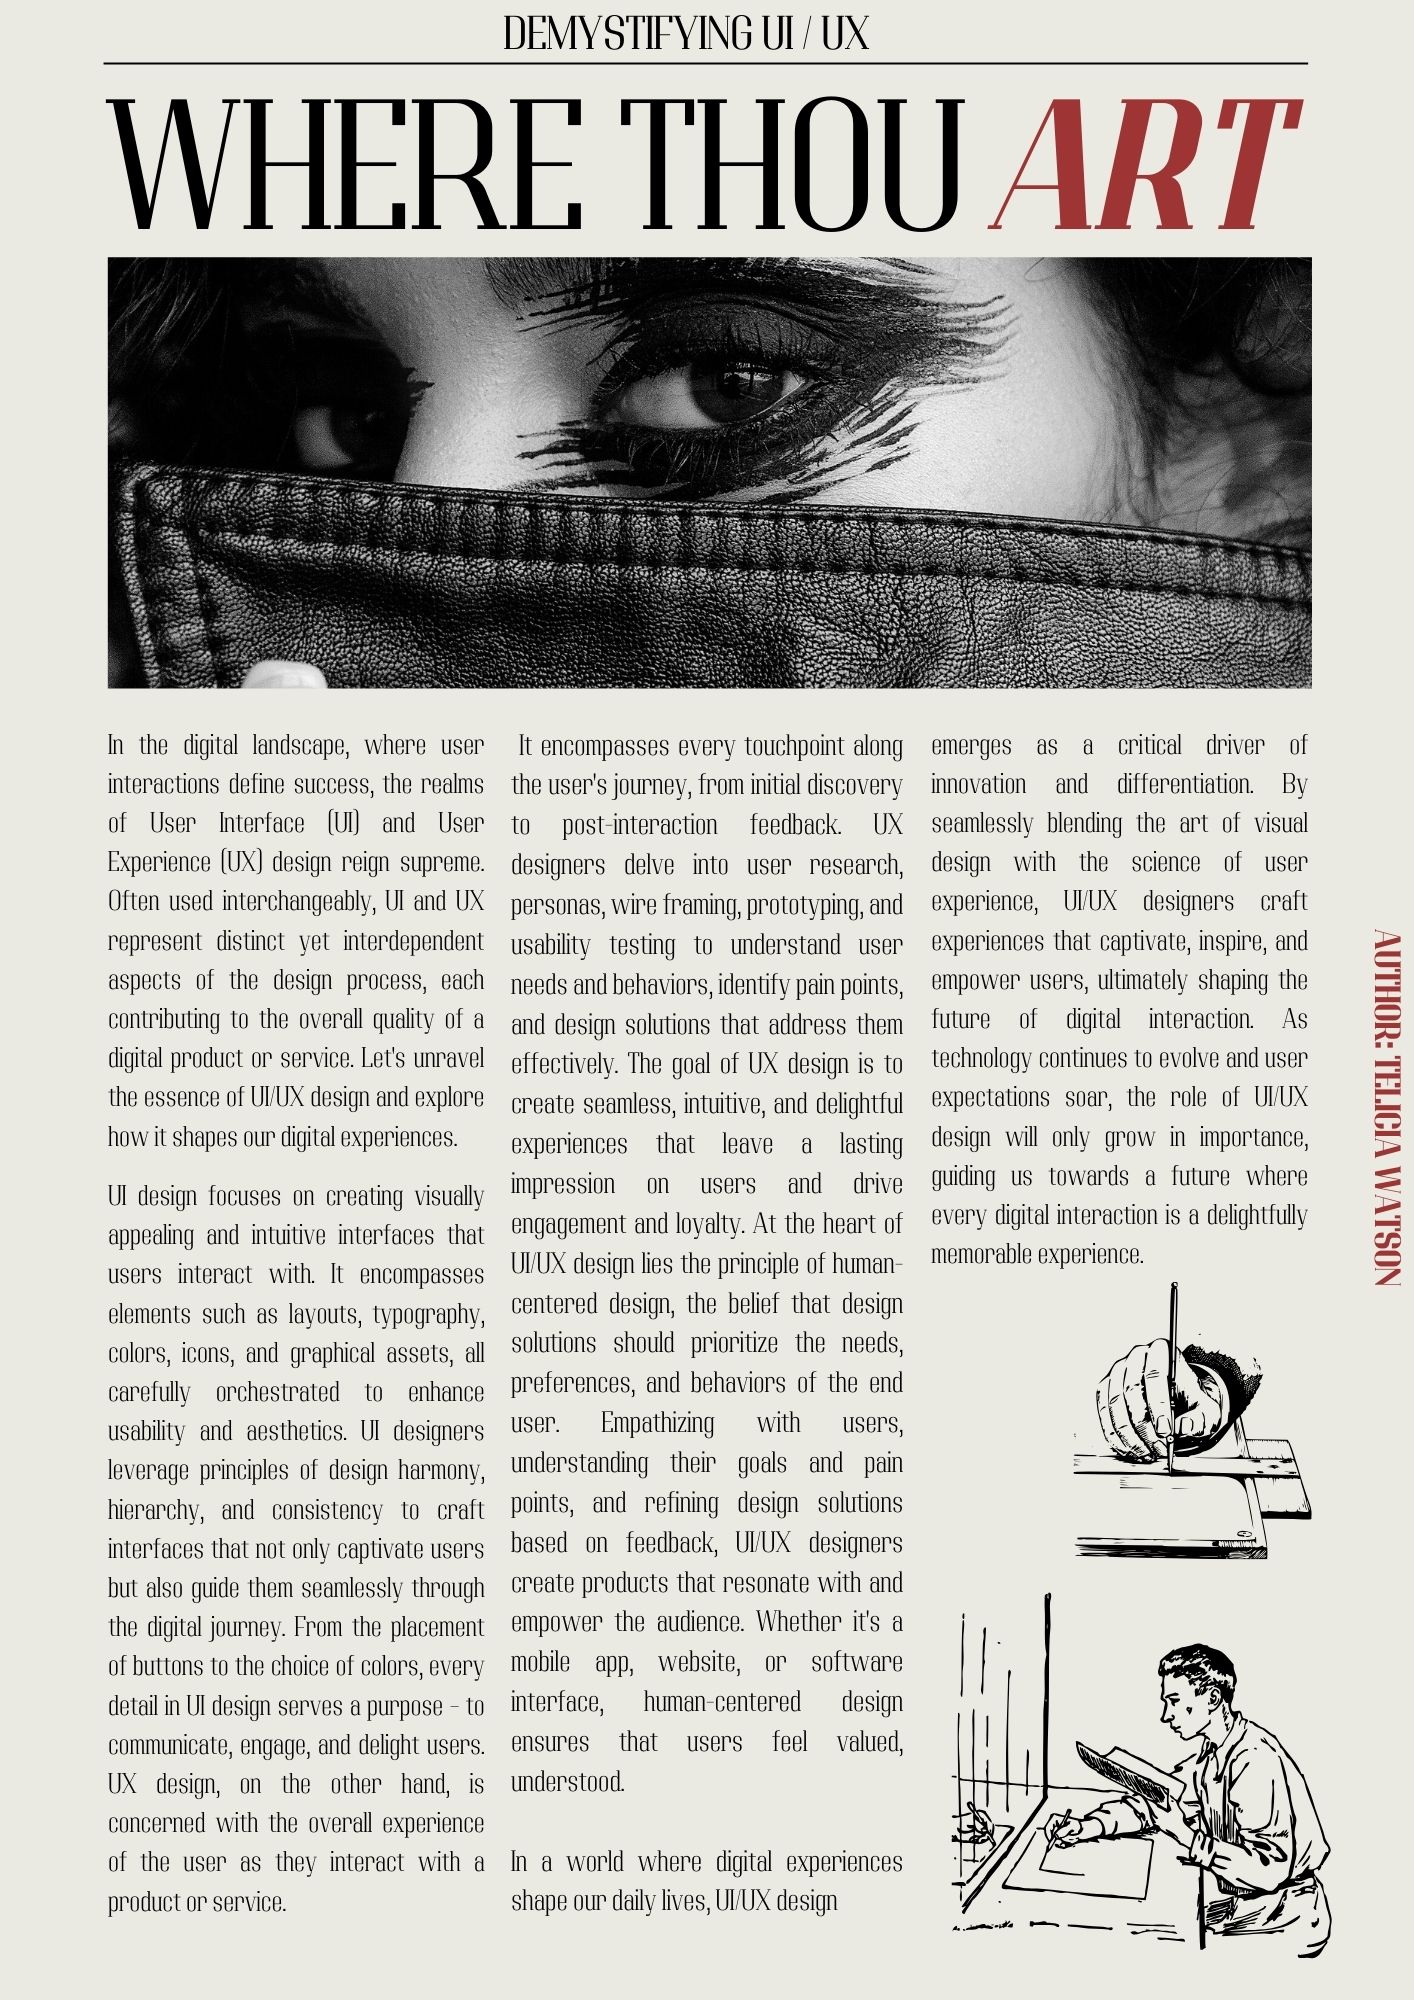 DEMYSTIFYING UI / UX
WHERE THOU ART
In the digital landscape, where user
interactions define success, the realms
of User Interface (UI) and User
Experience (UX) design reign supreme.
Often used interchangeably, UI and UX
represent distinct yet interdependent
aspects of the design process, each
contributing to the overall quality of a
digital product or service. Let's unravel
the essence of UI/UX design and explore
how it shapes our digital experiences.
UI design focuses on creating visually
appealing and intuitive interfaces that
users interact with. It encompasses
elements such as layouts, typography,
colors, icons, and graphical assets, all
carefully orchestrated to enhance
usability and aesthetics. UI designers
leverage principles of design harmony,
hierarchy, and consistency to craft
interfaces that not only captivate users
but also guide them seamlessly through
the digital journey. From the placement
of buttons to the choice of colors, every
detail in UI design serves a purpose – to
communicate, engage, and delight users.
UX design, on the other hand, is
concerned with the overall experience
of the user as they interact with a
product or service.
It encompasses every touchpoint along
the user's journey, from initial discovery
to post-interaction feedback. UX
designers delve into user research,
personas, wire framing, prototyping, and
usability testing to understand user
needs and behaviors, identify pain points,
and design solutions that address them
effectively. The goal of UX design is to
create seamless, intuitive, and delightful
experiences that leave a lasting
impression on users and drive
engagement and loyalty. At the heart of
UI/UX design lies the principle of human-
centered design, the belief that design
solutions should prioritize the needs,
preferences, and behaviors of the end
user. Empathizing with users,
understanding their goals and pain
points, and refining design solutions
based on feedback, UI/UX designers
create products that resonate with and
empower the audience. Whether it's a
mobile app, website, or software
interface, human-centered design
ensures that users feel valued,
understood.
In a world where digital experiences
shape our daily lives, UI/UX design
emerges as a critical driver of
innovation and differentiation. By
seamlessly blending the art of visual
design with the science of user
experience, UI/UX designers craft
experiences that captivate, inspire, and
empower users, ultimately shaping the
future of digital interaction. As
technology continues to evolve and user
expectations soar, the role of UI/UX
design will only grow in importance,
guiding us towards a future where
every digital interaction is a delightfully
memorable experience.
AUTHOR: TELICIA WATSON